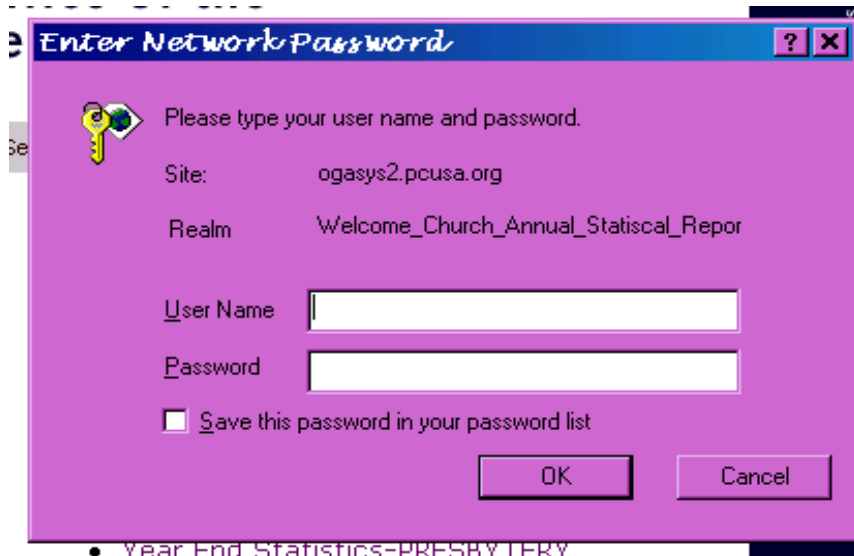 Enter Network Password
Please type your user name and password.
Site: ogasys2.pcusa.org
Realm Welcome_Church_Annual_Statiscal_Repor
User Name
Password
Save this password in your password list
OK Cancel
Year End Statistics-PRESBYTERY